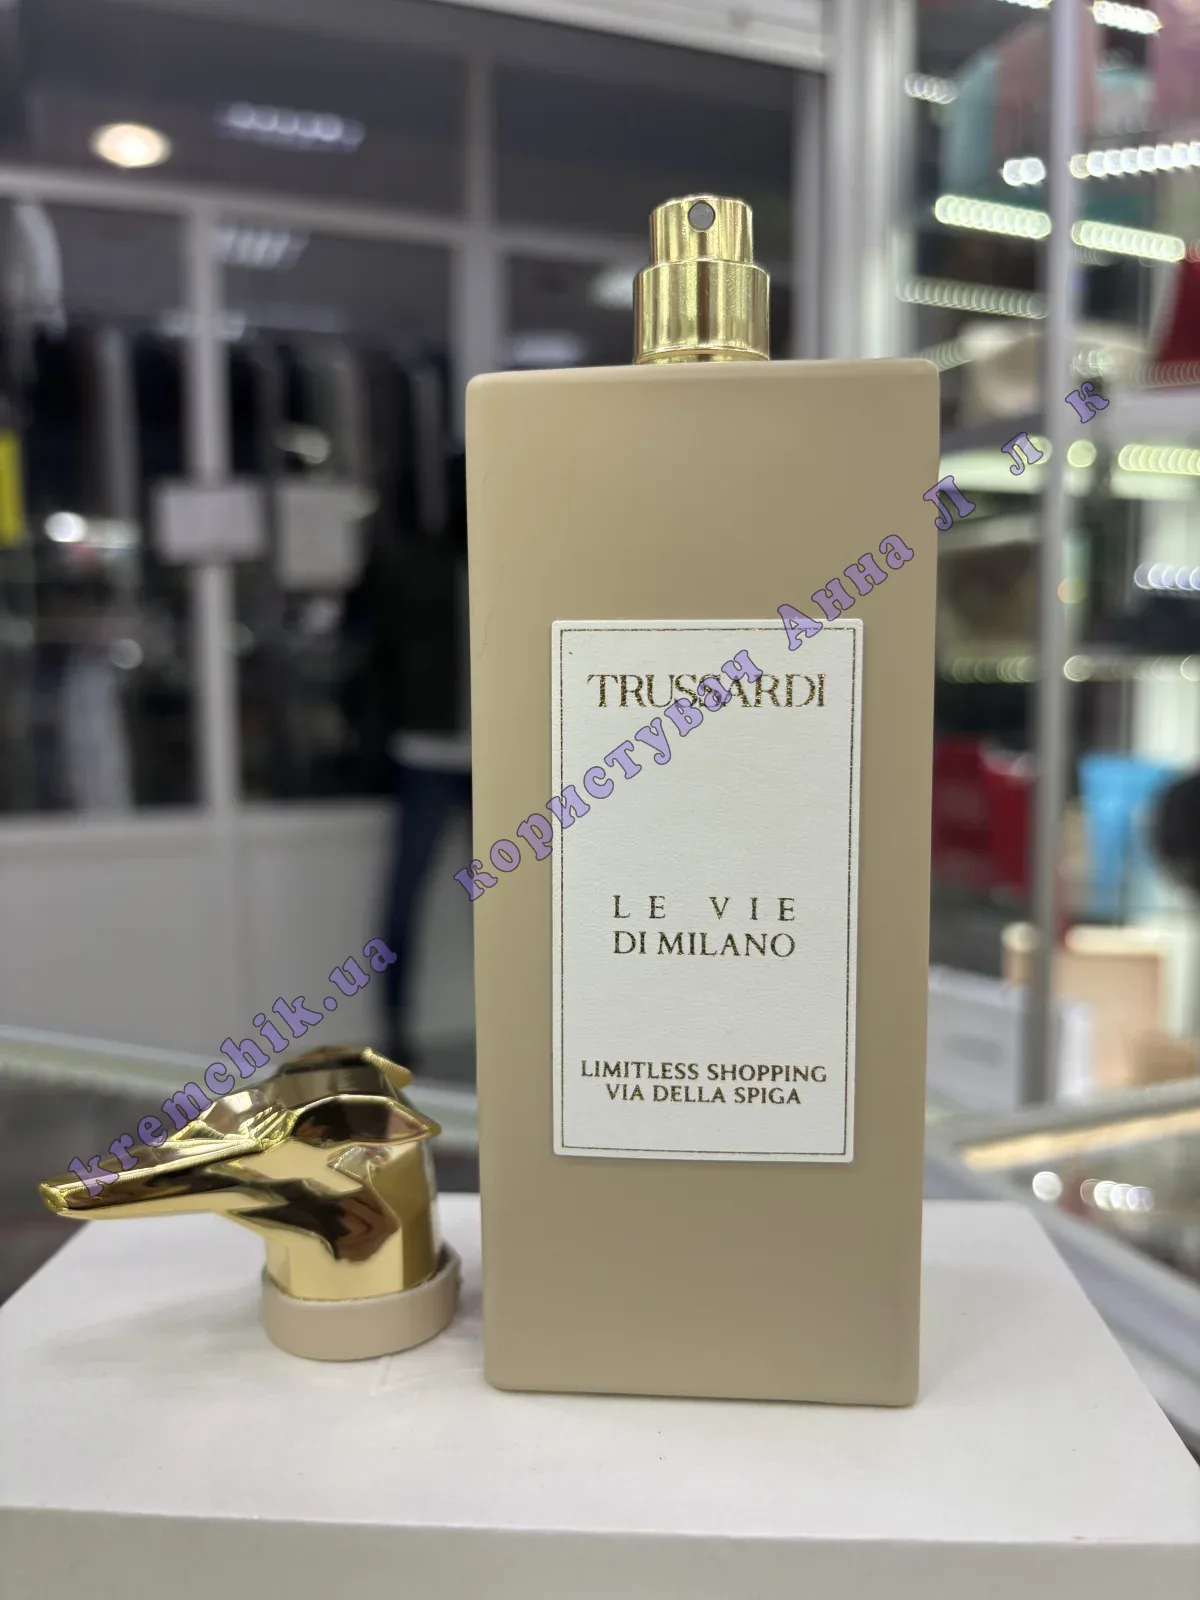 TRUSSARDI
LE VIE
DI MILANO
LIMITLESS SHOPPING
VIA DELLA SPIGA
kremchik.ua користувач Анна Л л к